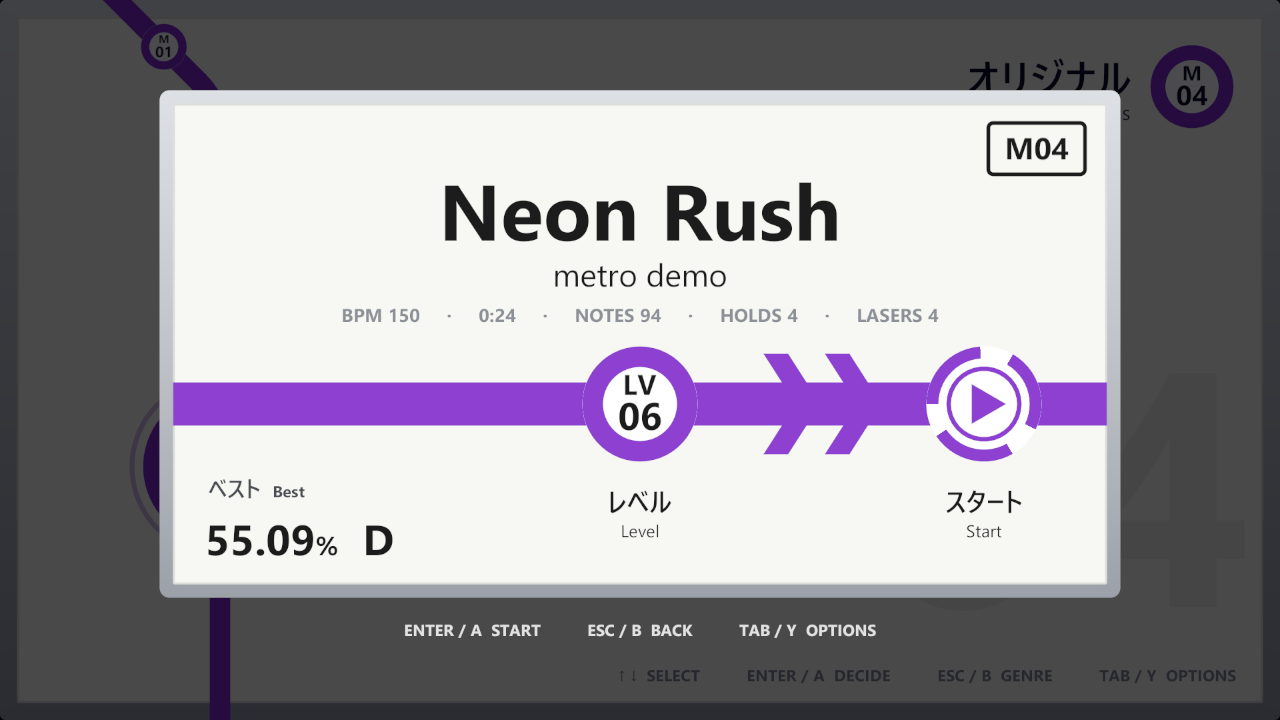 M
01
オリジナル
M
04
S
M04
Neon Rush
metro demo
BPM 150 · 0:24 · NOTES 94 · HOLDS 4 · LASERS 4
LV
06
ベスト Best
55.09% D
レベル
Level
スタート
Start
ENTER / A START ESC / B BACK TAB / Y OPTIONS
↑↓ SELECT ENTER / A DECIDE ESC / B GENRE TAB / Y OPTIONS